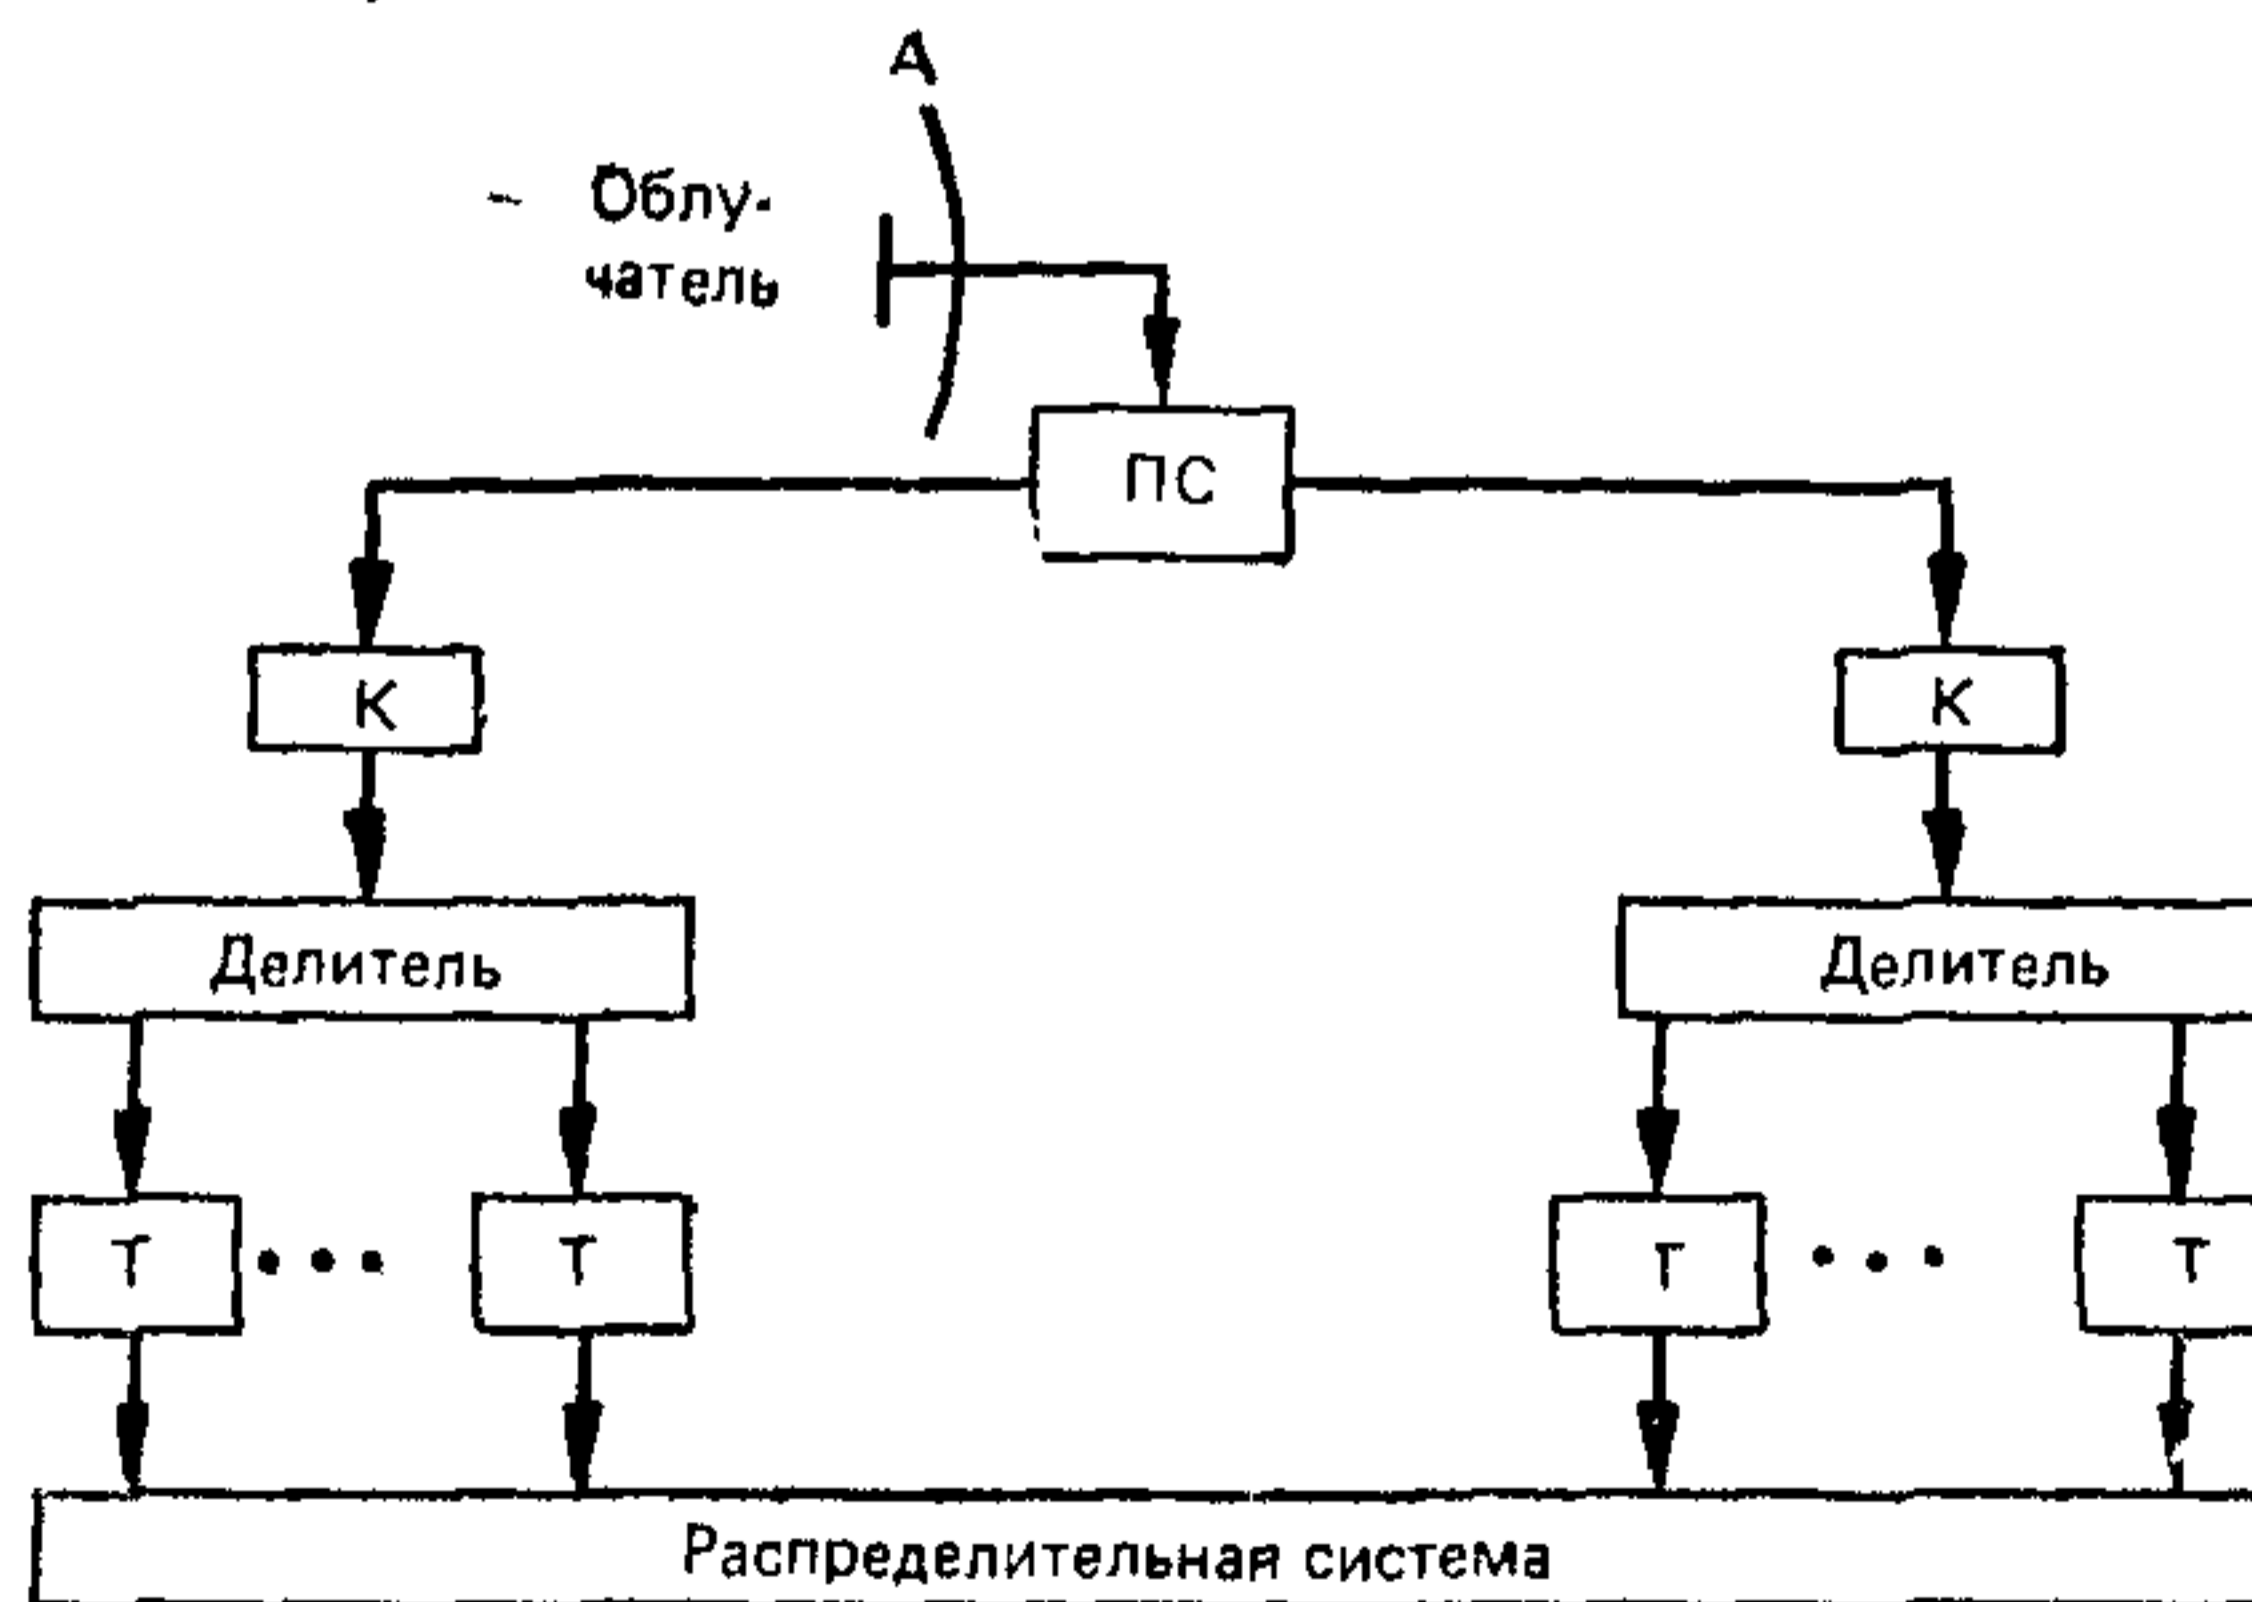 А
Облу-
чатель
ПС
К
К
Делитель
Делитель
Т
Т
Т
Т
Распределительная система